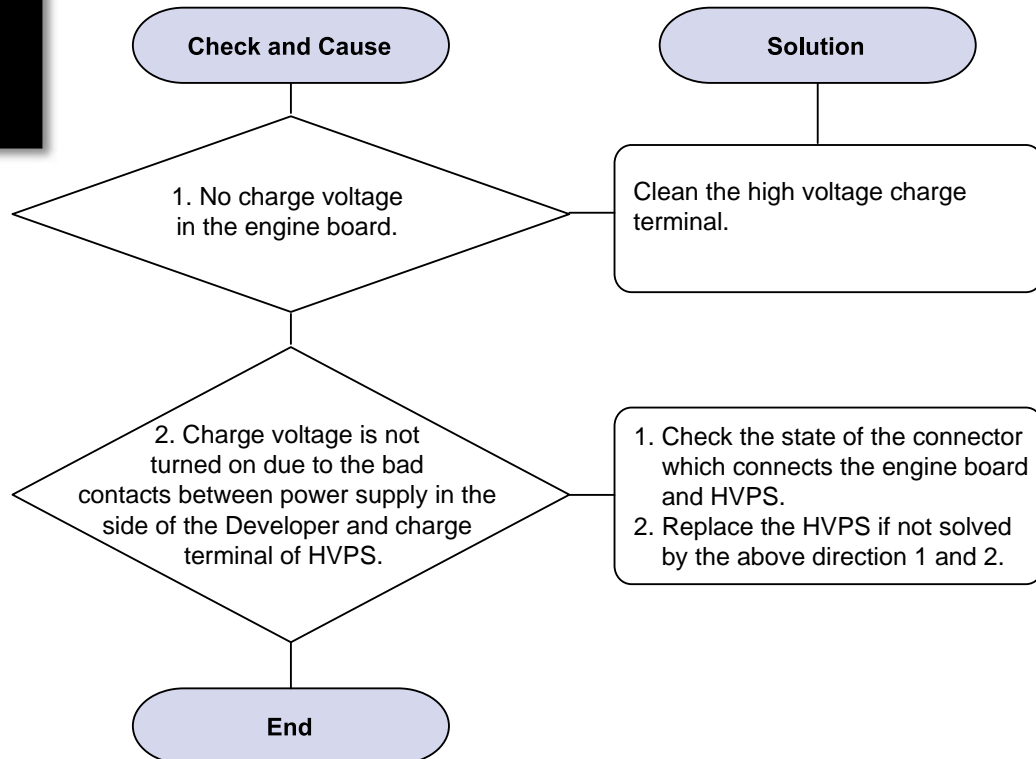 Check and Cause
Solution
1. No charge voltage
in the engine board.
Clean the high voltage charge
terminal.
2. Charge voltage is not
turned on due to the bad
contacts between power supply in the
side of the Developer and charge
terminal of HVPS.
1. Check the state of the connector
which connects the engine board
and HVPS.
2. Replace the HVPS if not solved
by the above direction 1 and 2.
End